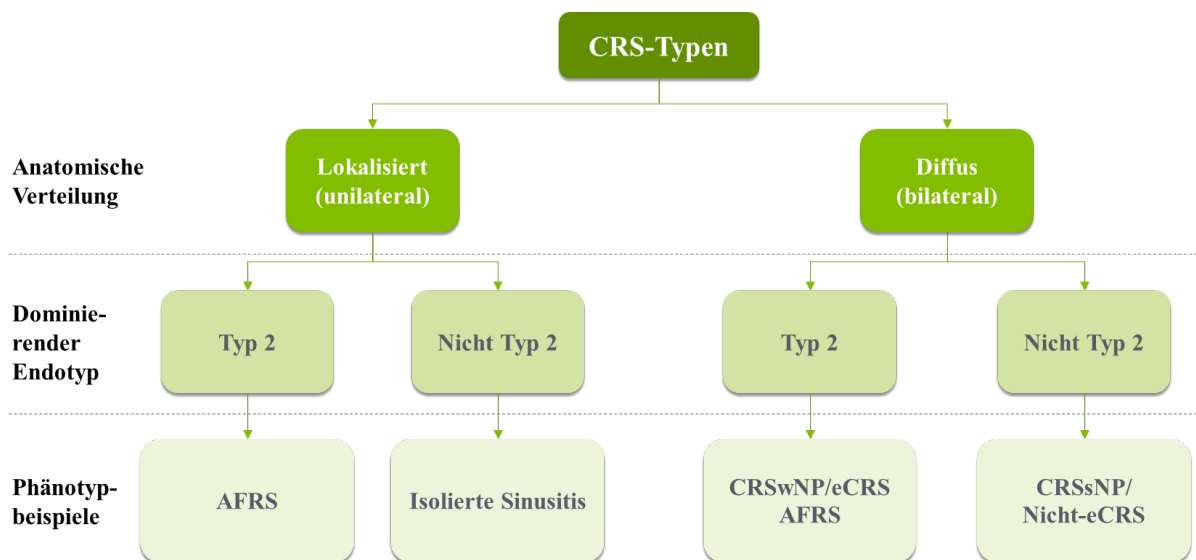 CRS-Typen
Anatomische
Verteilung
Lokalisiert
(unilateral)
Diffus
(bilateral)
Dominie-
render
Endotyp
Typ 2
Nicht Typ 2
Typ 2
Nicht Typ 2
Phänotyp-
beispiele
AFRS
Isolierte Sinusitis
CRSwNP/eCRS
AFRS
CRSsNP/
Nicht-eCRS